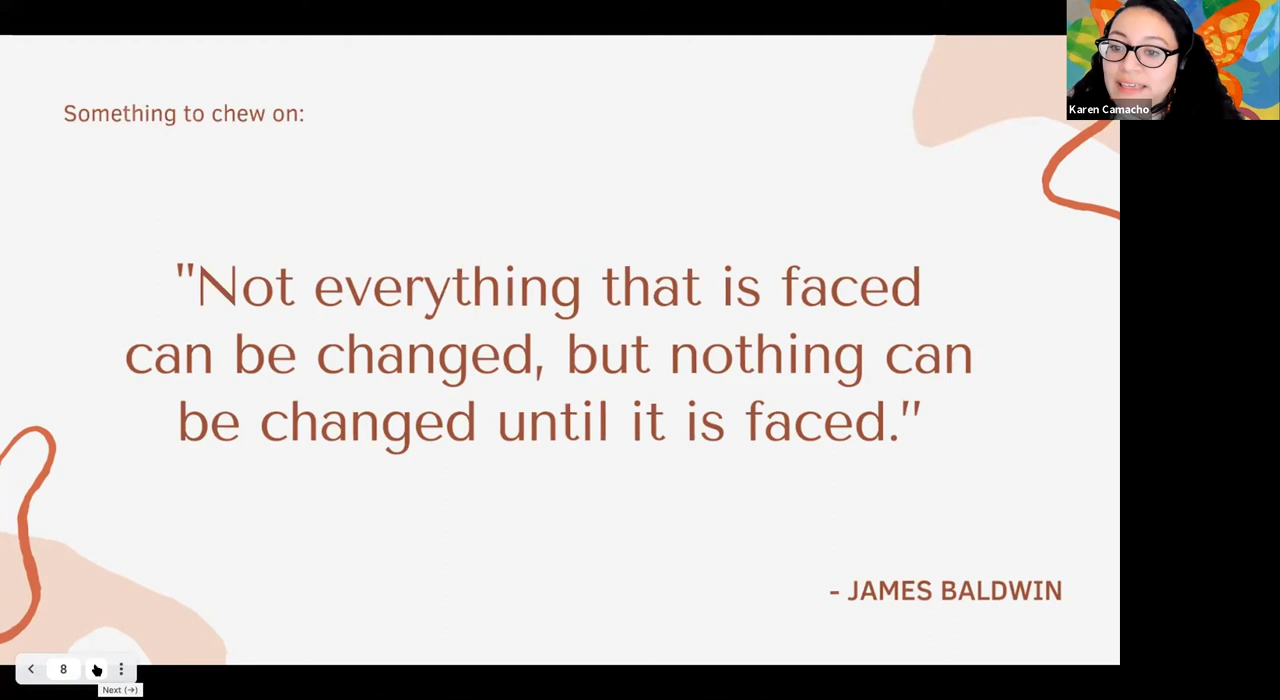 Something to chew on:
"Not everything that is faced
can be changed, but nothing can
be changed until it is faced.”
- JAMES BALDWIN
Karen Camacho
8
Next (→)